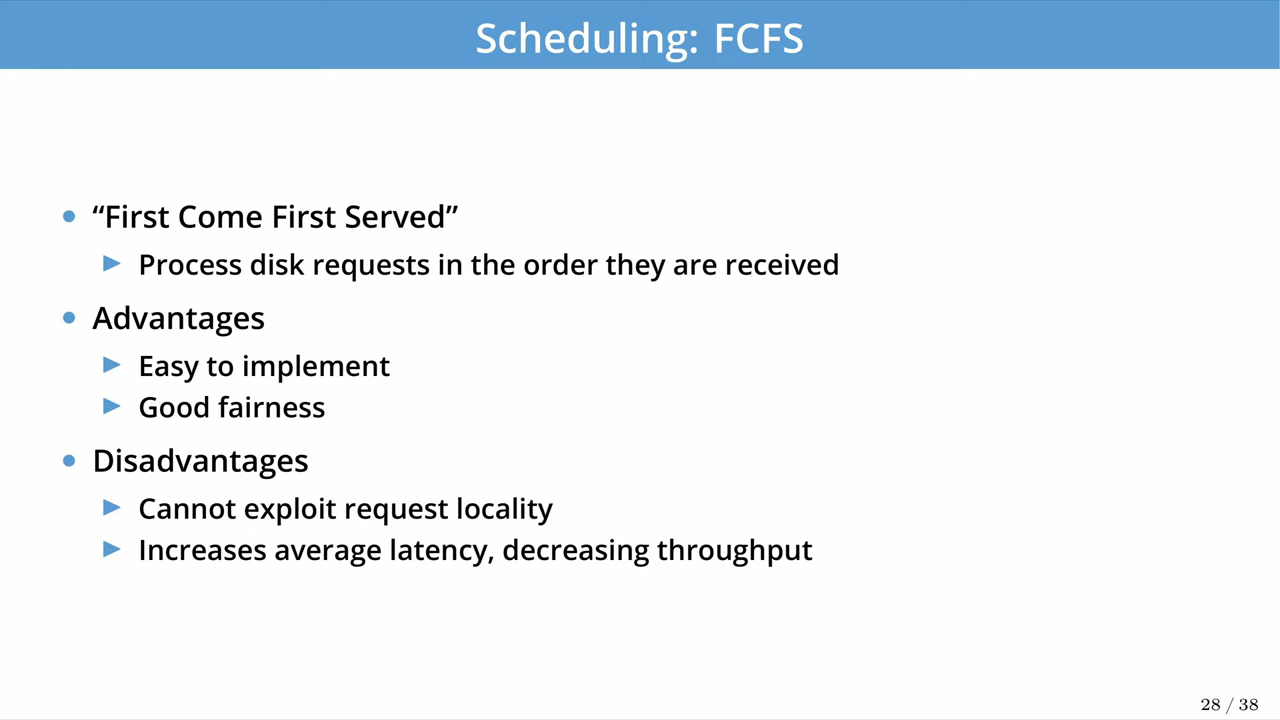 Scheduling: FCFS
• “First Come First Served”
▶ Process disk requests in the order they are received
• Advantages
▶ Easy to implement
▶ Good fairness
• Disadvantages
▶ Cannot exploit request locality
▶ Increases average latency, decreasing throughput
28 / 38